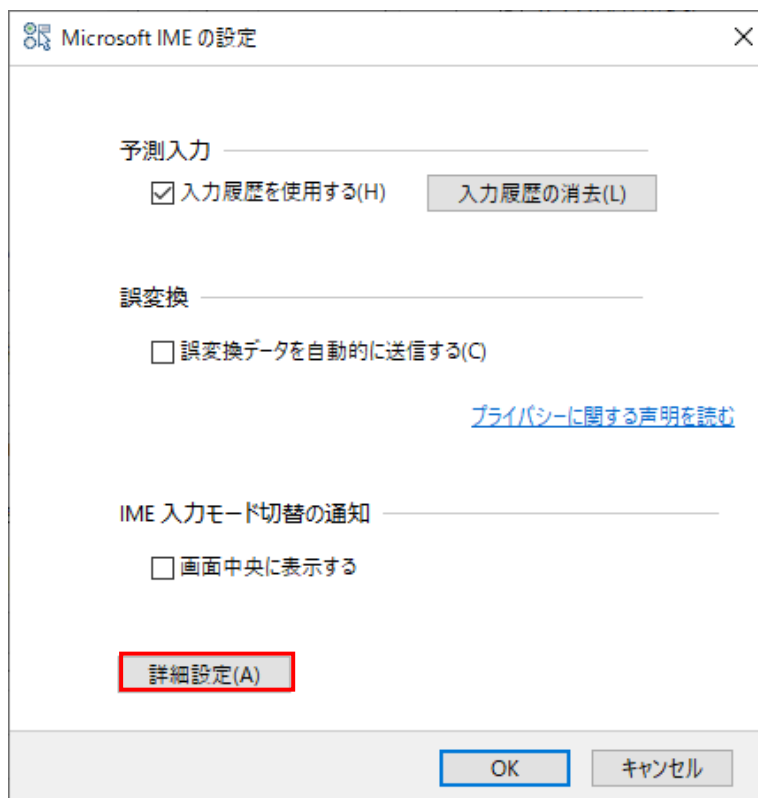 Microsoft IME の設定
予測入力
入力履歴を使用する(H)
入力履歴の消去(L)
誤変換
誤変換データを自動的に送信する(C)
プライバシーに関する声明を読む
IME 入力モード切替の通知
画面中央に表示する
詳細設定(A)
OK
キャンセル